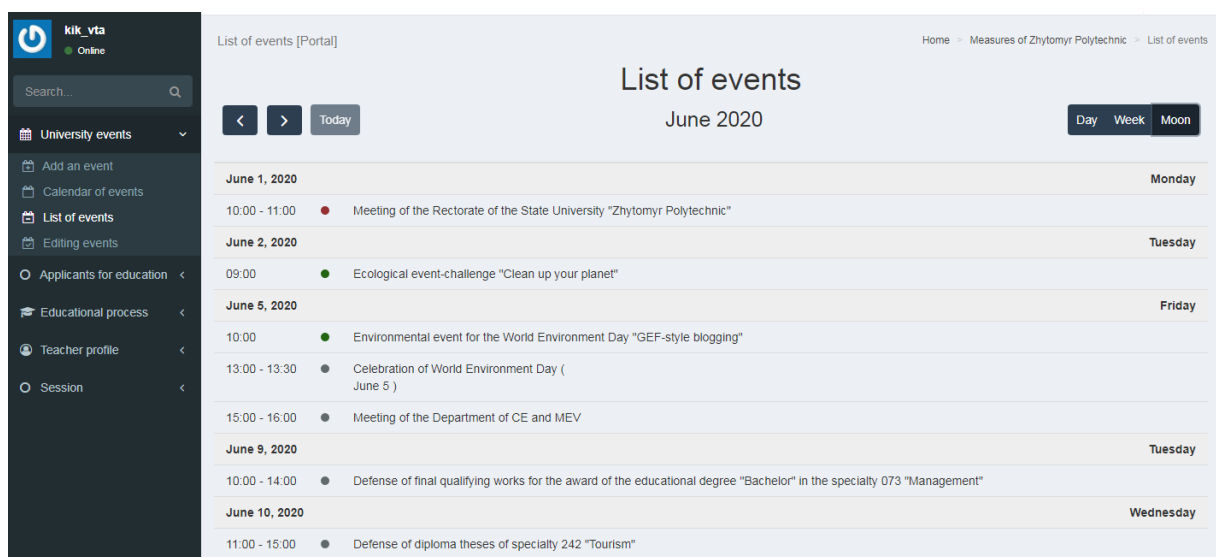 kik_vta
Online
List of events [Portal]
Home > Measures of Zhytomyr Polytechnic > List of events
Search...
List of events
Today
June 2020
Day Week Moon
University events
Add an event
Calendar of events
List of events
Editing events
Applicants for education
Educational process
Teacher profile
Session
June 1, 2020 Monday
10:00 - 11:00 Meeting of the Rectorate of the State University "Zhytomyr Polytechnic"
June 2, 2020 Tuesday
09:00 Ecological event-challenge "Clean up your planet"
June 5, 2020 Friday
10:00 Environmental event for the World Environment Day "GEF-style blogging"
13:00 - 13:30 Celebration of World Environment Day (
June 5 )
15:00 - 16:00 Meeting of the Department of CE and MEV
June 9, 2020 Tuesday
10:00 - 14:00 Defense of final qualifying works for the award of the educational degree "Bachelor" in the specialty 073 "Management"
June 10, 2020 Wednesday
11:00 - 15:00 Defense of diploma theses of specialty 242 "Tourism"